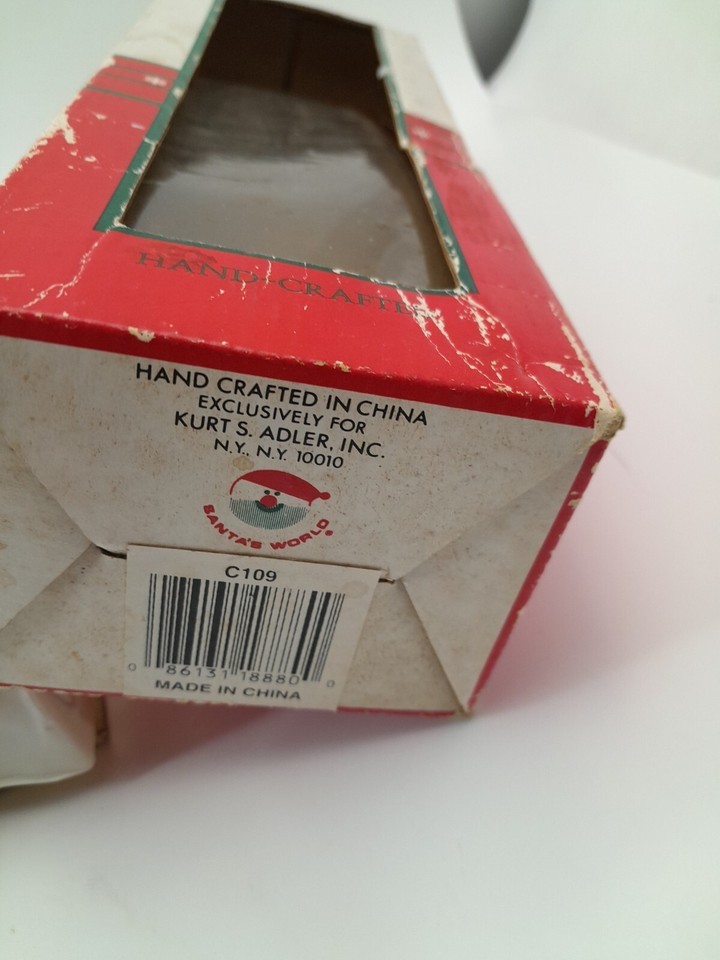 HAND-CRAFTED
HAND CRAFTED IN CHINA
EXCLUSIVELY FOR
KURT S. ADLER, INC.
N.Y., N.Y. 10010
SANTA'S WORLD®
C109
0 86131 18880 0
MADE IN CHINA